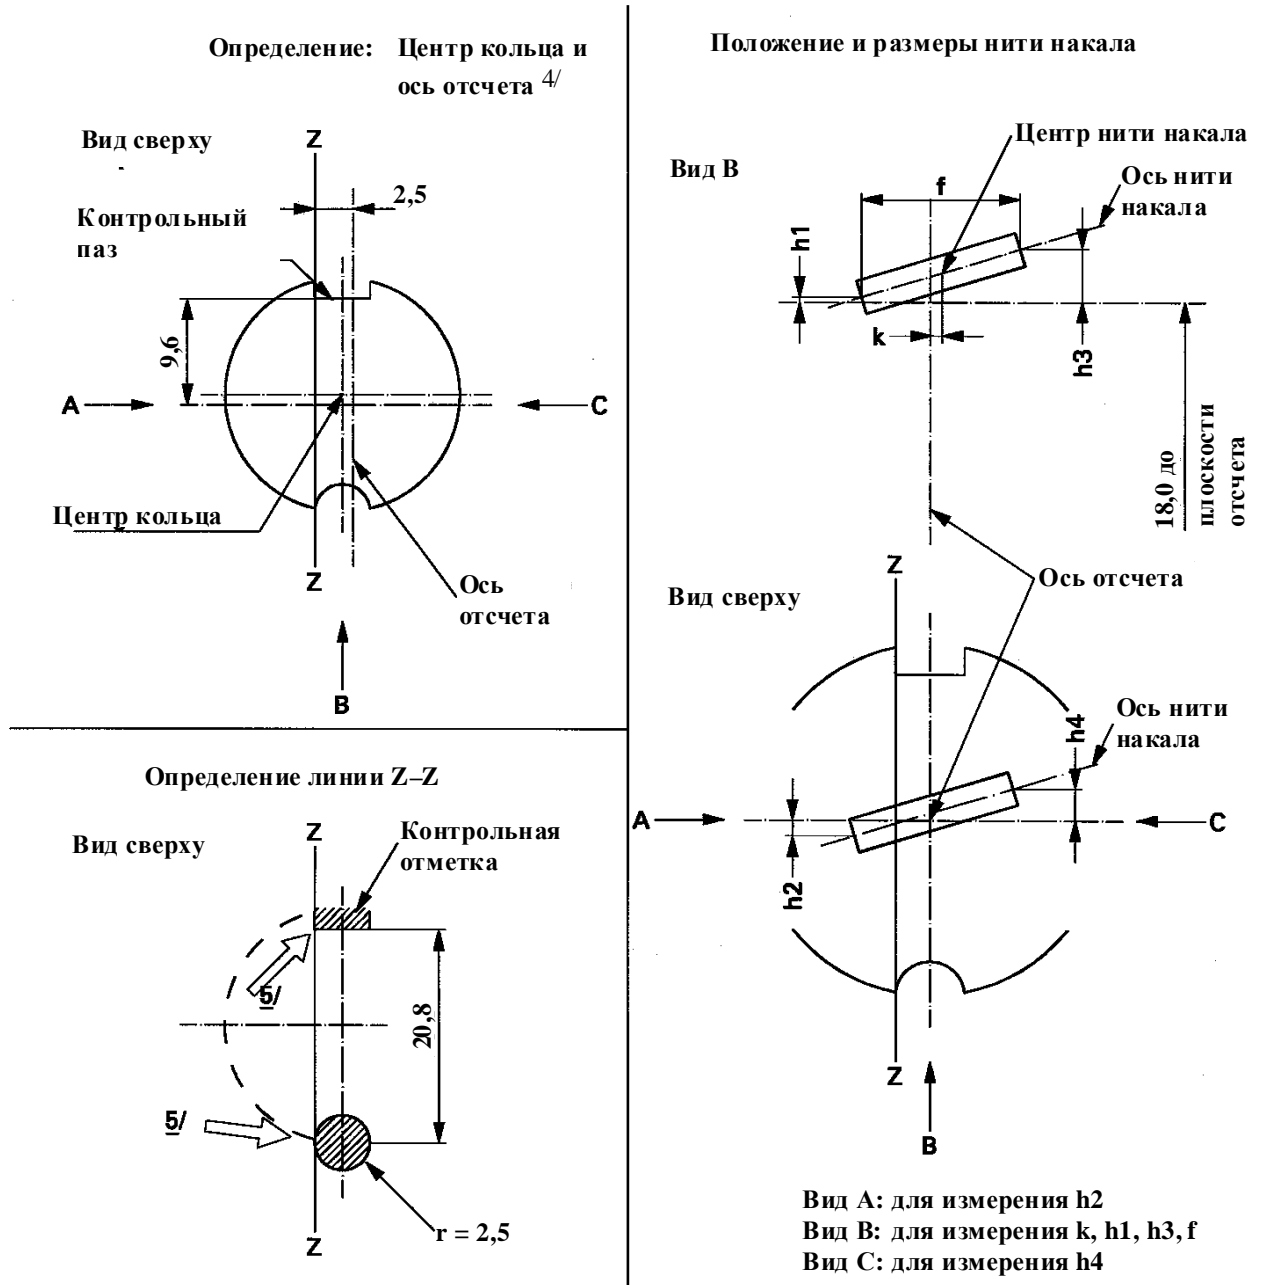 Определение: Центр кольца и
ось отсчета 4/
Вид сверху
Z
2,5
Контрольный
паз
9,6
A
C
Центр кольца
Z
Ось
отсчета
B
Определение линии Z–Z
Вид сверху
Z
Контрольная
отметка
5/
20,8
5/
r = 2,5
Z
Положение и размеры нити накала
Центр нити накала
Вид B
f
Ось нити
накала
h1
k
h3
18,0 до
плоскости
отсчета
Z
Ось отсчета
Вид сверху
h4
Ось нити
накала
A
C
h2
Z
B
Вид A: для измерения h2
Вид B: для измерения k, h1, h3, f
Вид C: для измерения h4